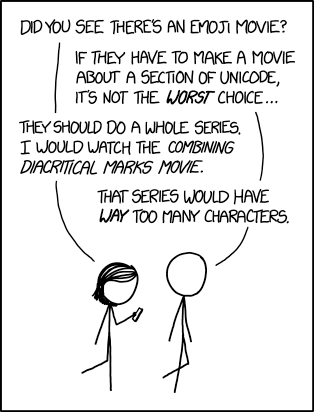 DID YOU SEE THERE'S AN EMOJI MOVIE?
IF THEY HAVE TO MAKE A MOVIE
ABOUT A SECTION OF UNICODE,
IT'S NOT THE WORST CHOICE...
THEY SHOULD DO A WHOLE SERIES.
I WOULD WATCH THE COMBINING
DIACRITICAL MARKS MOVIE.
THAT SERIES WOULD HAVE
WAY TOO MANY CHARACTERS.